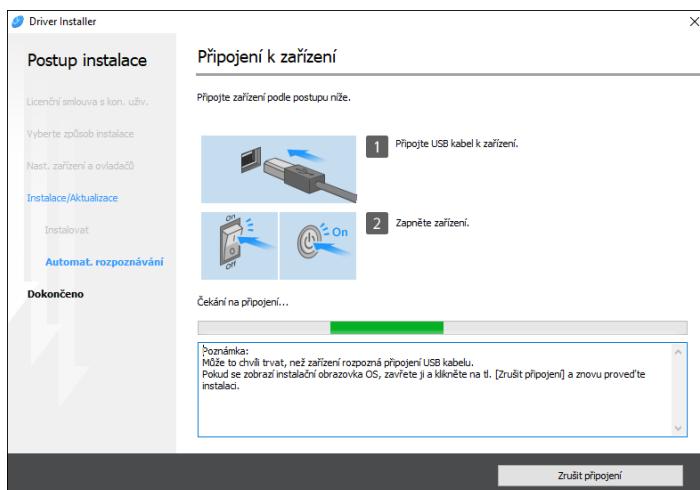 Driver Installer
Postup instalace
Licenční smlouva s kon. uživ.
Vyberte způsob instalace
Nast. zařízení a ovladačů
Instalace/Aktualizace
Instalovat
Automat. rozpoznávání
Dokončeno
Připojení k zařízení
Připojte zařízení podle postupu níže.
1 Připojte USB kabel k zařízení.
On
Off
On
2 Zapněte zařízení.
Čekání na připojení...
Poznámka:
Může to chvíli trvat, než zařízení rozpozná připojení USB kabelu.
Pokud se zobrazí instalační obrazovka OS, zavřete ji a klikněte na tl. [Zrušit připojení] a znovu proveďte
instalaci.
Zrušit připojení